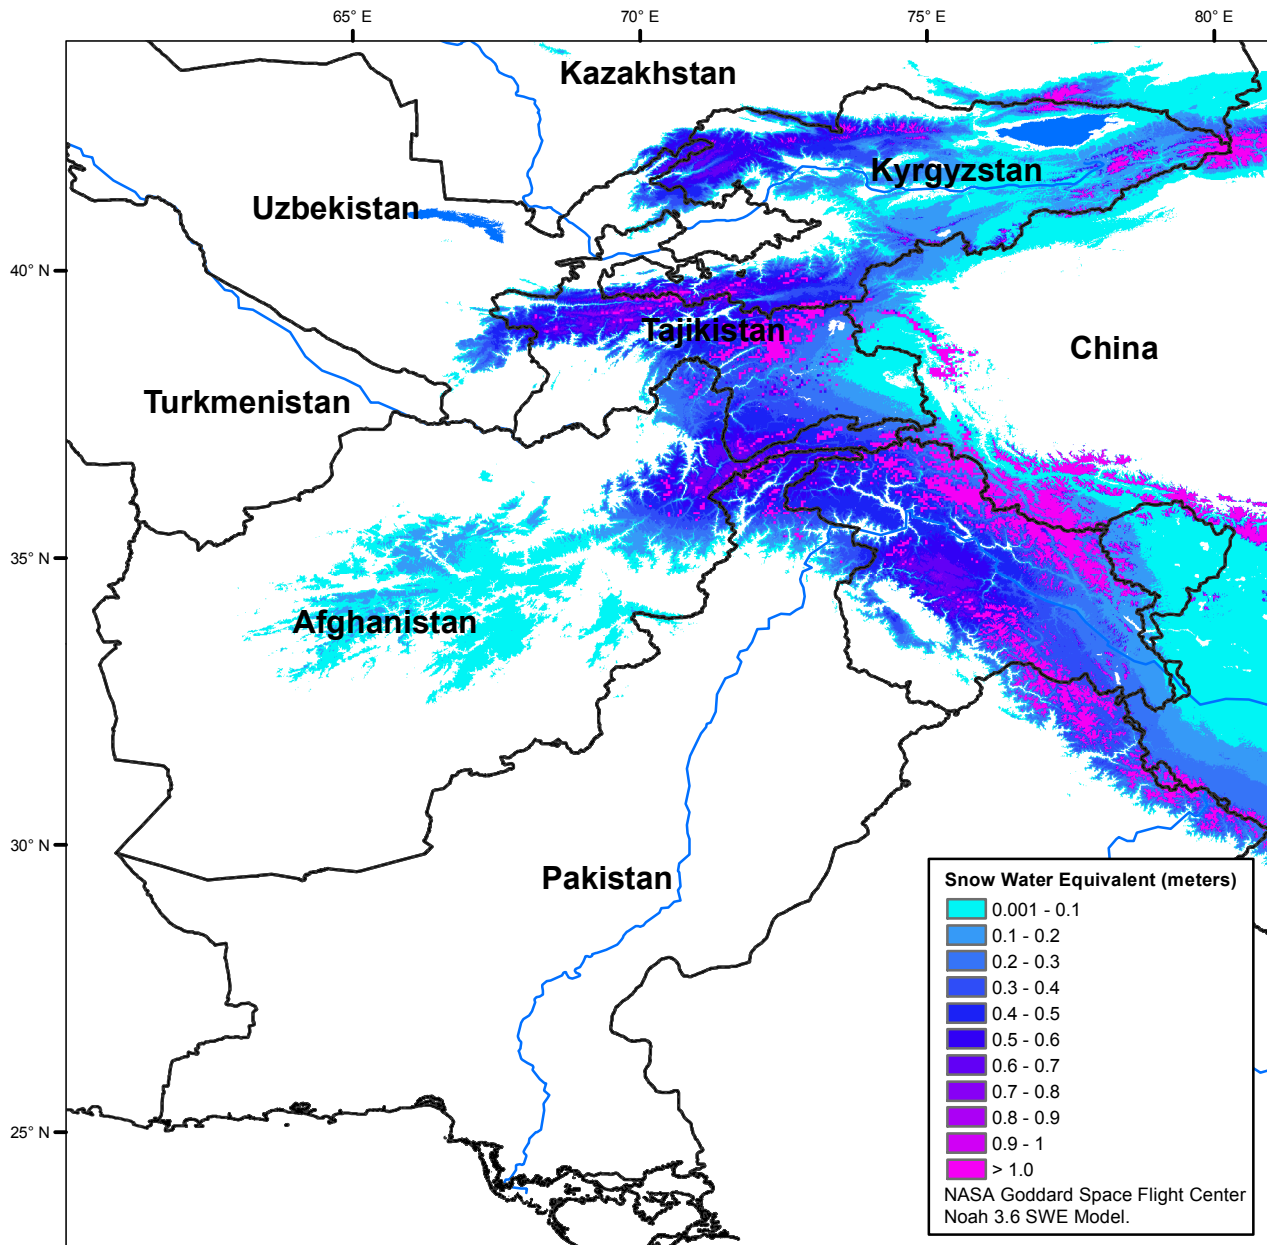 65° E
70° E
75° E
80° E
Kazakhstan
Kyrgyzstan
Uzbekistan
40° N
Tajikistan
China
Turkmenistan
35° N
Afghanistan
30° N
Pakistan
25° N
Snow Water Equivalent (meters)
0.001 - 0.1
0.1 - 0.2
0.2 - 0.3
0.3 - 0.4
0.4 - 0.5
0.5 - 0.6
0.6 - 0.7
0.7 - 0.8
0.8 - 0.9
0.9 - 1
> 1.0
NASA Goddard Space Flight Center
Noah 3.6 SWE Model.